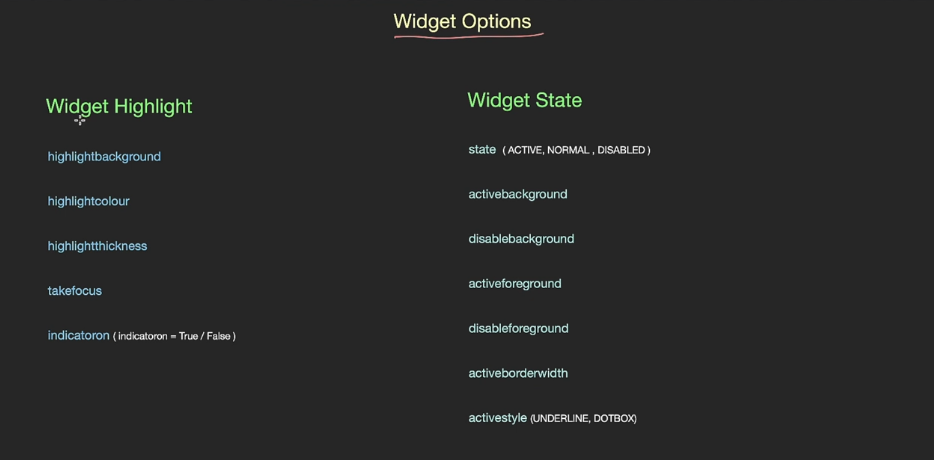 Widget Options
Widget Highlight
highlightbackground
highlightcolour
highlightthickness
takefocus
indicatoron ( indicatoron = True / False )
Widget State
state ( ACTIVE, NORMAL , DISABLED )
activebackground
disablebackground
activeforeground
disableforeground
activeborderwidth
activestyle (UNDERLINE, DOTBOX)